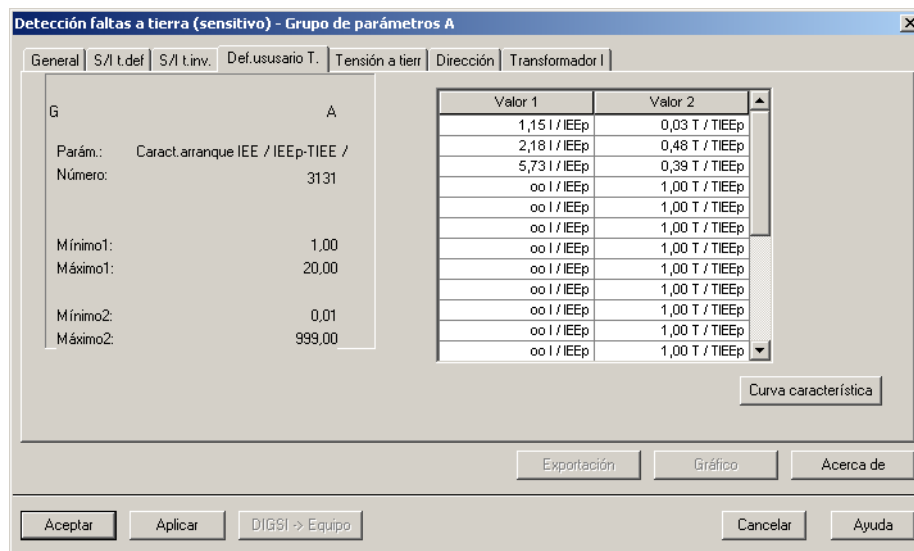 Detección faltas a tierra (sensitivo) - Grupo de parámetros A
General S/I t.def S/I t.inv. Def.ususario T. Tensión a tierr Dirección Transformador I
G A
Parám.: Caract.arranque IEE / IEEp-TIEE /
Número: 3131
Mínimo1: 1,00
Máximo1: 20,00
Mínimo2: 0,01
Máximo2: 999,00
Valor 1 Valor 2
1,15 I / IEEp 0,03 T / TIEEp
2,18 I / IEEp 0,48 T / TIEEp
5,73 I / IEEp 0,39 T / TIEEp
oo I / IEEp 1,00 T / TIEEp
oo I / IEEp 1,00 T / TIEEp
oo I / IEEp 1,00 T / TIEEp
oo I / IEEp 1,00 T / TIEEp
oo I / IEEp 1,00 T / TIEEp
oo I / IEEp 1,00 T / TIEEp
oo I / IEEp 1,00 T / TIEEp
oo I / IEEp 1,00 T / TIEEp
oo I / IEEp 1,00 T / TIEEp
Curva característica
Exportación Gráfico Acerca de
Aceptar Aplicar DIGSI -> Equipo Cancelar Ayuda